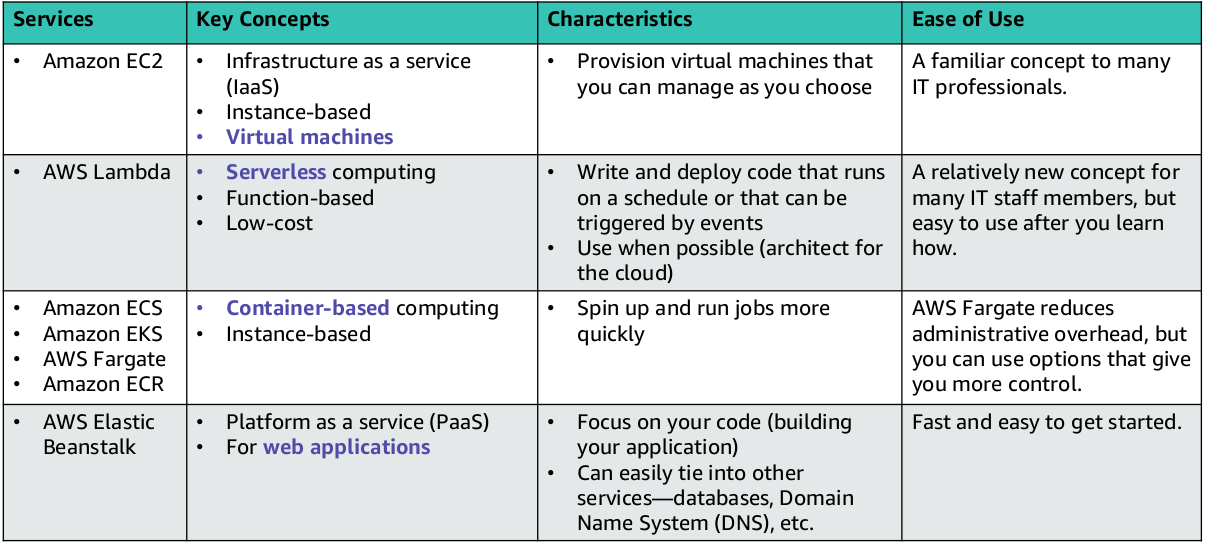 Services
Key Concepts
Characteristics
Ease of Use
• Amazon EC2
• Infrastructure as a service
(IaaS)
• Instance-based
• Virtual machines
• Provision virtual machines that
you can manage as you choose
A familiar concept to many
IT professionals.
• AWS Lambda
• Serverless computing
• Function-based
• Low-cost
• Write and deploy code that runs
on a schedule or that can be
triggered by events
• Use when possible (architect for
the cloud)
A relatively new concept for
many IT staff members, but
easy to use after you learn
how.
• Amazon ECS
• Amazon EKS
• AWS Fargate
• Amazon ECR
• Container-based computing
• Instance-based
• Spin up and run jobs more
quickly
AWS Fargate reduces
administrative overhead, but
you can use options that give
you more control.
• AWS Elastic
Beanstalk
• Platform as a service (PaaS)
• For web applications
• Focus on your code (building
your application)
• Can easily tie into other
services—databases, Domain
Name System (DNS), etc.
Fast and easy to get started.